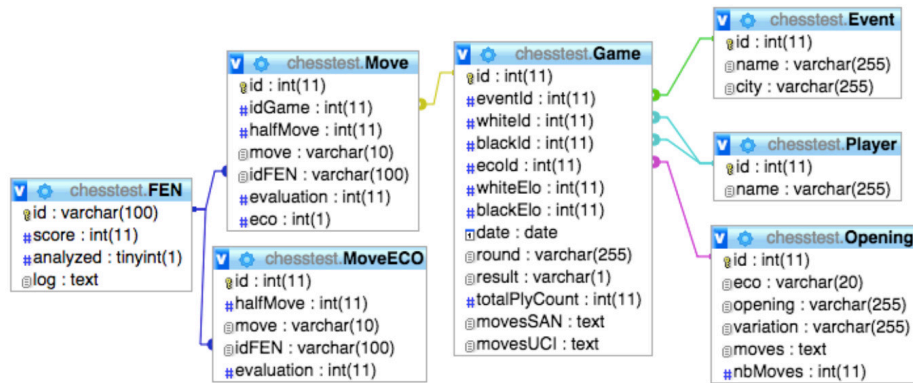 chesstest.FEN
id : varchar(100)
score : int(11)
analyzed : tinyint(1)
log : text
chesstest.Move
id : int(11)
idGame : int(11)
halfMove : int(11)
move : varchar(10)
idFEN : varchar(100)
evaluation : int(11)
eco : int(1)
chesstest.MoveECO
id : int(11)
halfMove : int(11)
move : varchar(10)
idFEN : varchar(100)
evaluation : int(11)
chesstest.Game
id : int(11)
eventId : int(11)
whiteId : int(11)
blackId : int(11)
ecoId : int(11)
whiteElo : int(11)
blackElo : int(11)
date : date
round : varchar(255)
result : varchar(1)
totalPlyCount : int(11)
movesSAN : text
movesUCI : text
chesstest.Event
id : int(11)
name : varchar(255)
city : varchar(255)
chesstest.Player
id : int(11)
name : varchar(255)
chesstest.Opening
id : int(11)
eco : varchar(20)
opening : varchar(255)
variation : varchar(255)
moves : text
nbMoves : int(11)